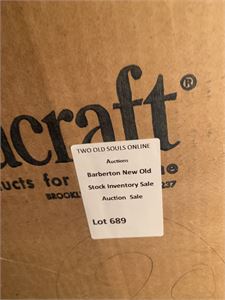 acraft ®
TWO OLD SOULS ONLINE
Auctions
Barberton New Old
Stock Inventory Sale
Auction Sale
Lot 689
ucts for
BROOKL
237